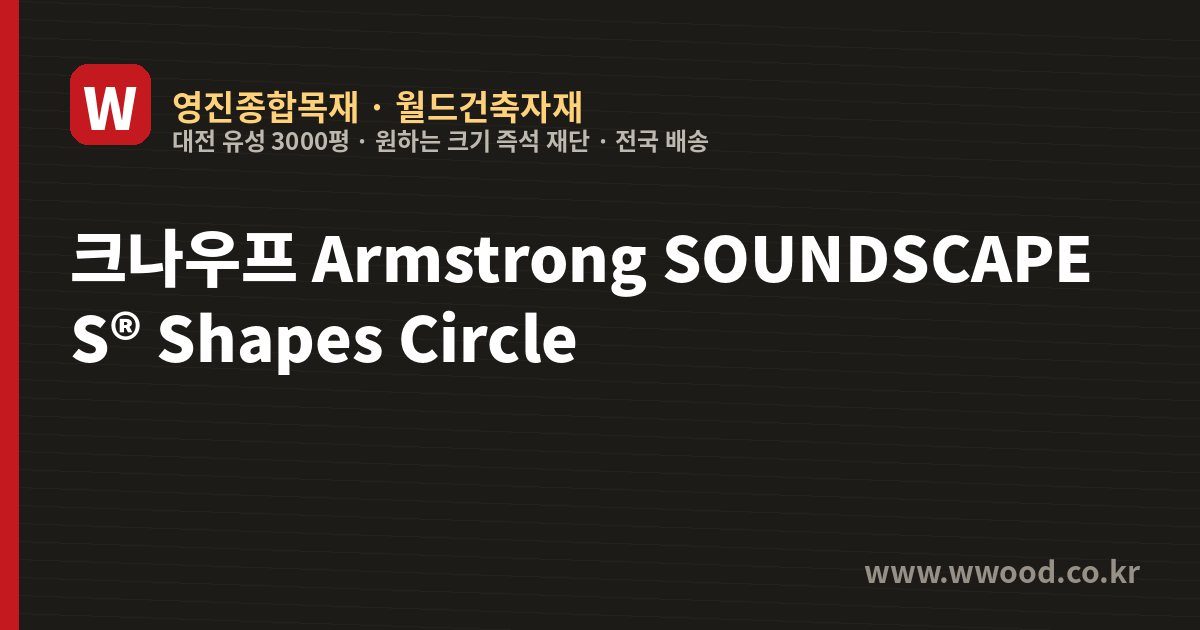 W
영진종합목재 · 월드건축자재
대전 유성 3000평 · 원하는 크기 즉석 재단 · 전국 배송
크나우프 Armstrong SOUNDSCAPE
S® Shapes Circle
www.wwood.co.kr